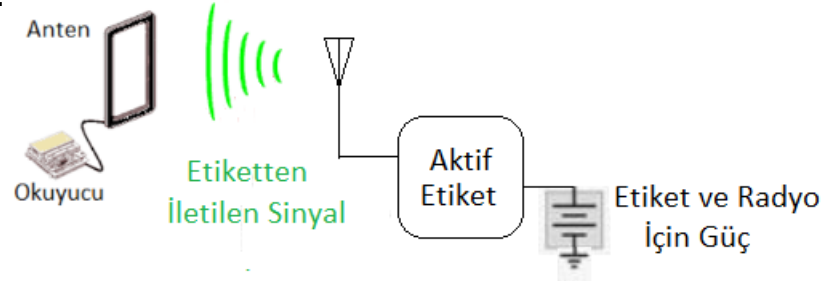 Anten
Okuyucu
Etiketten
İletilen Sinyal
Aktif
Etiket
Etiket ve Radyo
İçin Güç